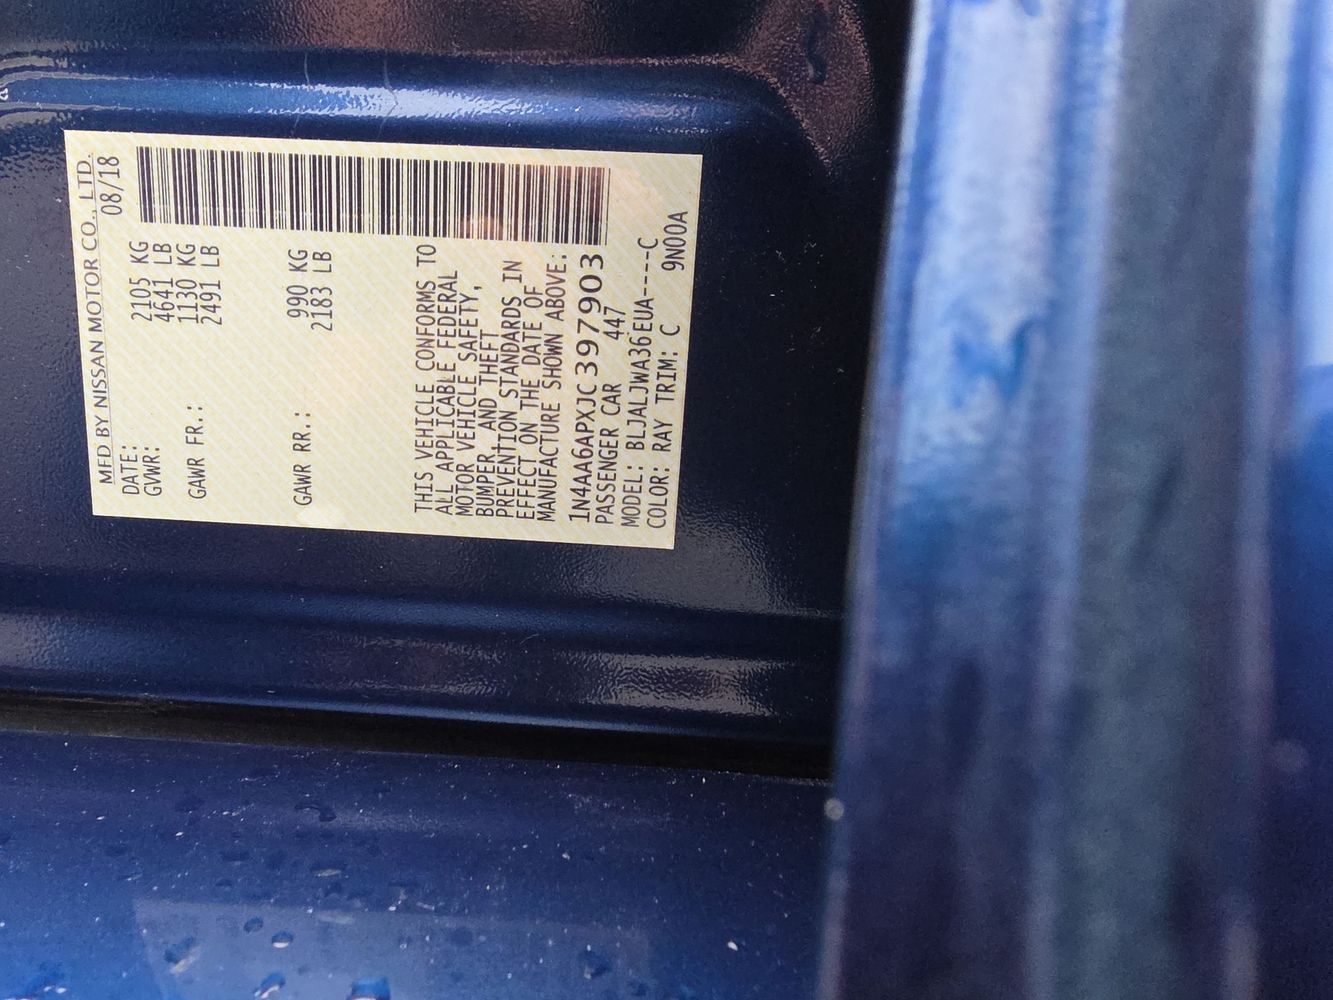 MFD BY NISSAN MOTOR CO., LTD.
DATE: 08/18
GVWR: 2105 KG
4641 LB
GAWR FR.: 1130 KG
2491 LB
GAWR RR.: 990 KG
2183 LB
THIS VEHICLE CONFORMS TO
ALL APPLICABLE FEDERAL
MOTOR VEHICLE SAFETY,
BUMPER, AND THEFT
PREVENTION STANDARDS IN
EFFECT ON THE DATE OF
MANUFACTURE SHOWN ABOVE:
1N4AA6APXJC397903
PASSENGER CAR 447
MODEL: BLJALJWA36EUA-----C
COLOR: RAY TRIM: C 9N00A